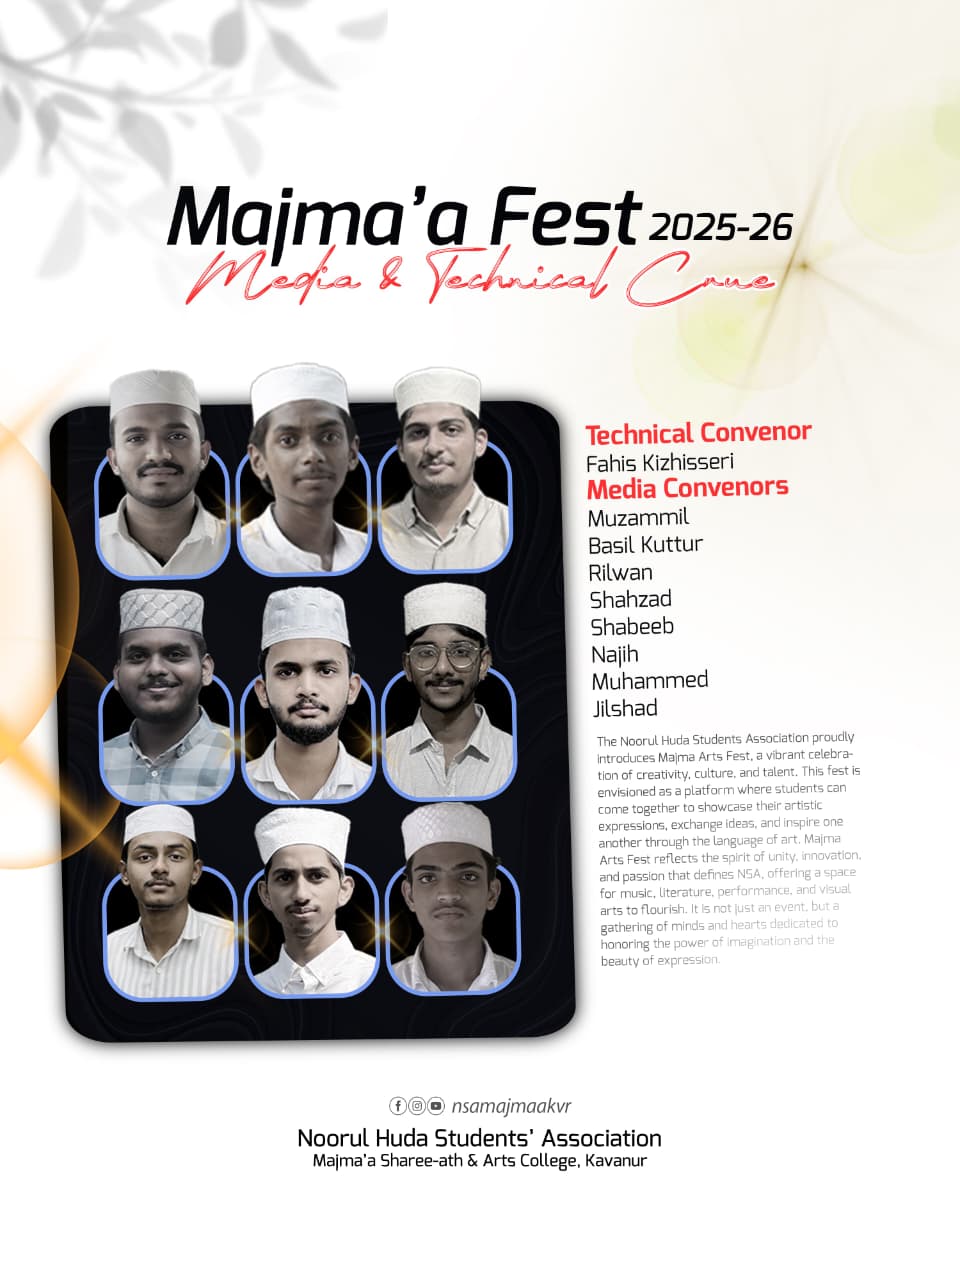 Majma’a Fest 2025-26
Media & Technical Crue
Technical Convenor
Fahis Kizhisseri
Media Convenors
Muzammil
Basil Kuttur
Rilwan
Shahzad
Shabeeb
Najih
Muhammed
Jilshad
The Noorul Huda Students Association proudly
introduces Majma Arts Fest, a vibrant celebra-
tion of creativity, culture, and talent. This fest is
envisioned as a platform where students can
come together to showcase their artistic
expressions, exchange ideas, and inspire one
another through the language of art. Majma
Arts Fest reflects the spirit of unity, innovation,
and passion that defines NSA, offering a space
for music, literature, performance, and visual
arts to flourish. It is not just an event, but a
gathering of minds and hearts dedicated to
honoring the power of imagination and the
beauty of expression.
nsamajmaakvr
Noorul Huda Students’ Association
Majma’a Sharee-ath & Arts College, Kavanur